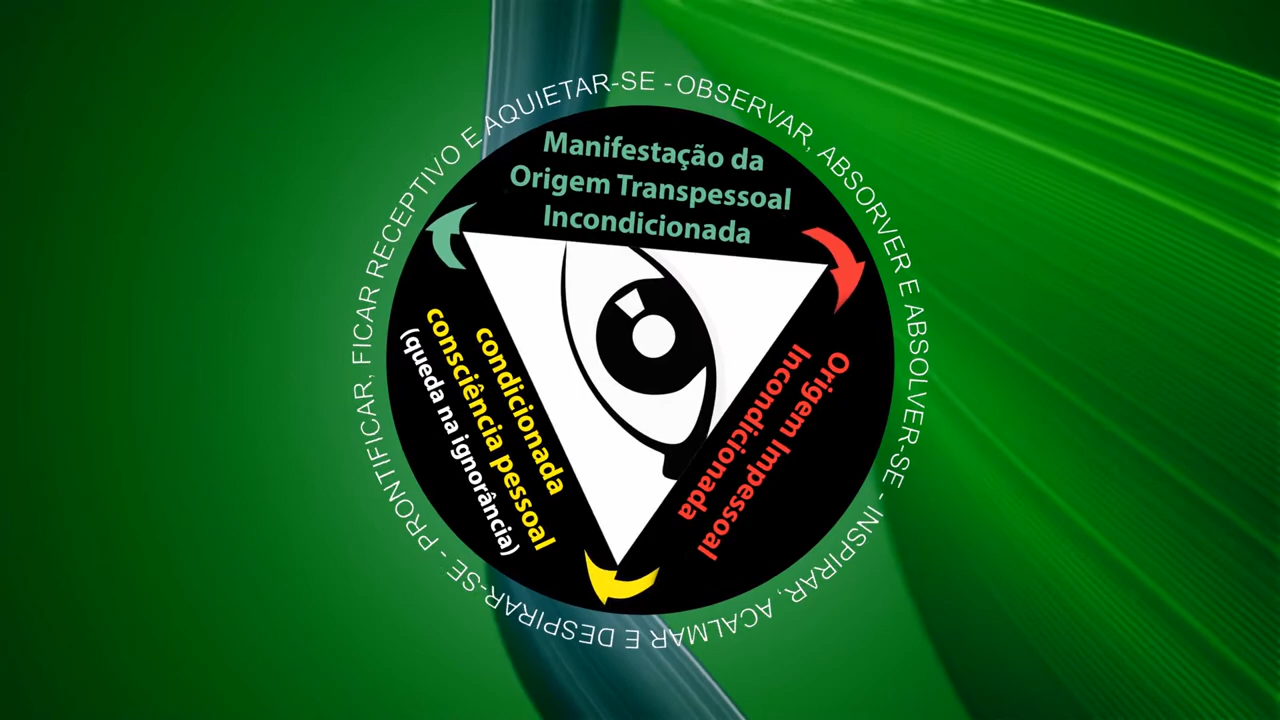 PRONTIFICAR, FICAR RECEPTIVO E AQUIETAR-SE - OBSERVAR, ABSORVER E ABSOLVER-SE - INSPIRAR, ACALMAR E DESPIRAR-SE -
Manifestação da
Origem Transpessoal
Incondicionada
Origem Impessoal
Incondicionada
condicionada
consciência pessoal
(queda na ignorância)